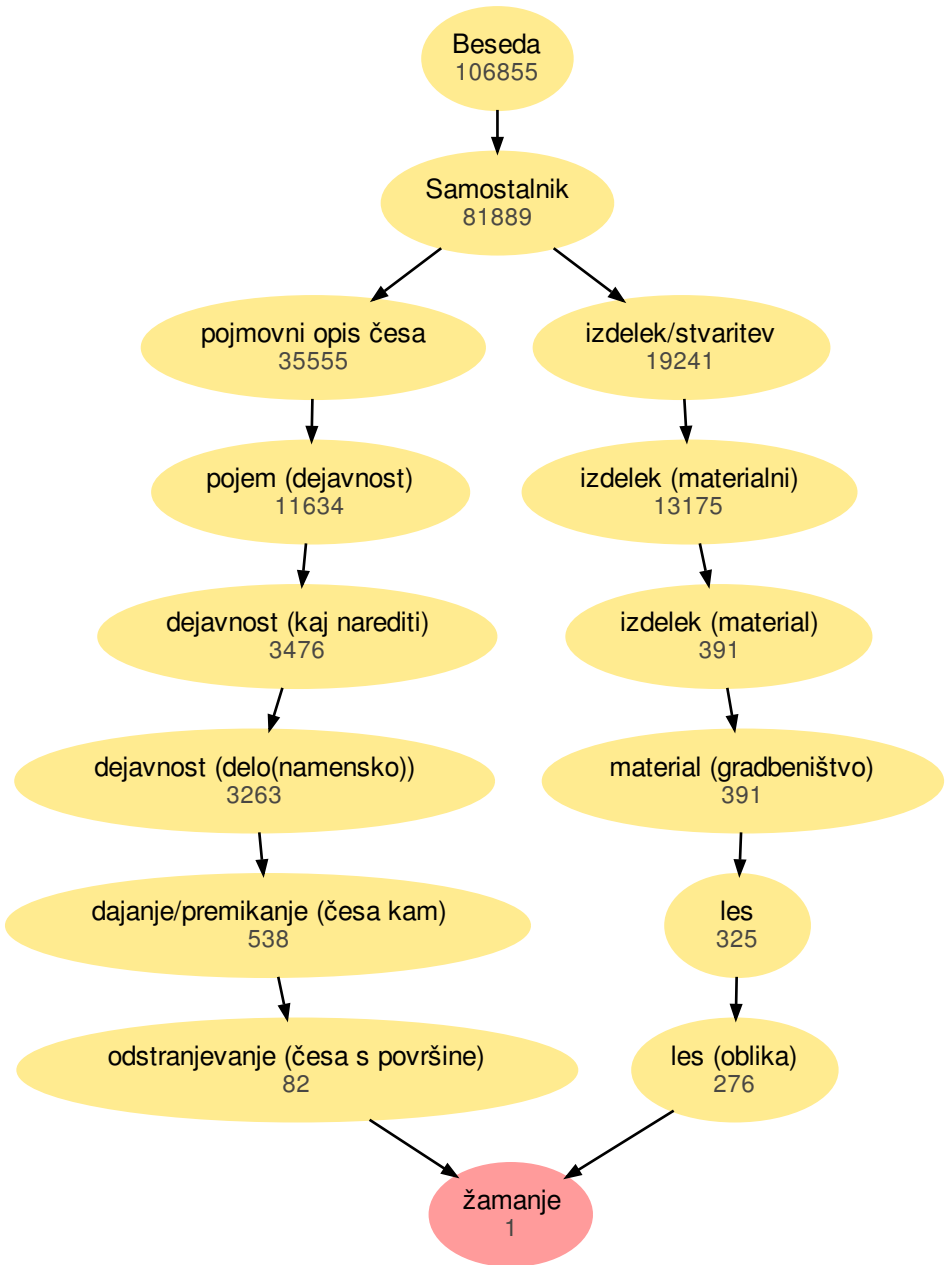 Beseda
106855
Samostalnik
81889
pojmovni opis česa
35555
izdelek/stvaritev
19241
pojem (dejavnost)
11634
izdelek (materialni)
13175
dejavnost (kaj narediti)
3476
izdelek (material)
391
dejavnost (delo(namensko))
3263
material (gradbeništvo)
391
dajanje/premikanje (česa kam)
538
les
325
odstranjevanje (česa s površine)
82
les (oblika)
276
žamanje
1